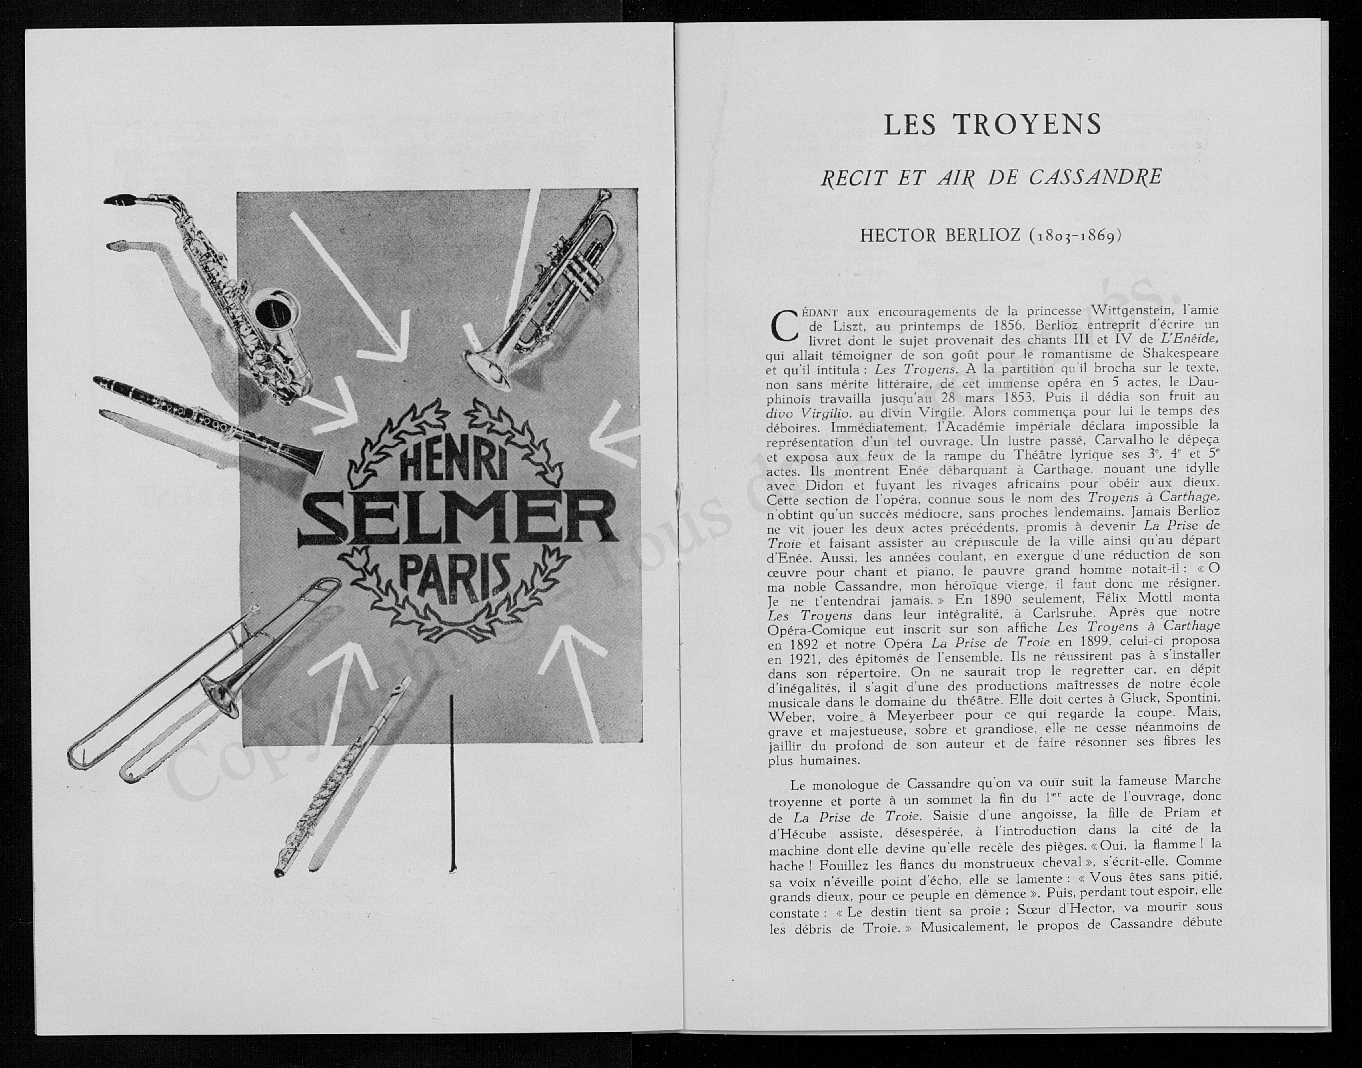 HENRI
SELMER
PARIS
LES TROYENS
RECIT ET AIR DE CASSANDRE
HECTOR BERLIOZ (1803-1869)
CÉDANT aux encouragements de la princesse Wittgenstein, l'amie
de Liszt, au printemps de 1856, Berlioz entreprit d'écrire un
livret dont le sujet provenait des chants III et IV de L'Enéide,
qui allait témoigner de son goût pour le romantisme de Shakespeare
et qu'il intitula : Les Troyens. A la partition qu'il brocha sur le texte,
non sans mérite littéraire, de cet immense opéra en 5 actes, le Dau-
phinois travailla jusqu'au 28 mars 1853. Puis il dédia son fruit au
divo Virgilio, au divin Virgile. Alors commença pour lui le temps des
déboires. Immédiatement, l'Académie impériale déclara impossible la
représentation d'un tel ouvrage. Un lustre passé, Carvalho le dépeça
et exposa aux feux de la rampe du Théâtre lyrique ses 3e, 4e et 5e
actes. Ils montrent Enée débarquant à Carthage, nouant une idylle
avec Didon et fuyant les rivages africains pour obéir aux dieux.
Cette section de l'opéra, connue sous le nom des Troyens à Carthage,
n'obtint qu'un succès médiocre, sans proches lendemains. Jamais Berlioz
ne vit jouer les deux actes précédents, promis à devenir La Prise de
Troie et faisant assister au crépuscule de la ville ainsi qu'au départ
d'Enée. Aussi, les années coulant, en exergue d'une réduction de son
œuvre pour chant et piano, le pauvre grand homme notait-il : « O
ma noble Cassandre, mon héroïque vierge, il faut donc me résigner.
Je ne t'entendrai jamais. » En 1890 seulement, Félix Mottl monta
Les Troyens dans leur intégralité, à Carlsruhe. Après que notre
Opéra-Comique eut inscrit sur son affiche Les Troyens à Carthage
en 1892 et notre Opéra La Prise de Troie en 1899, celui-ci proposa
en 1921, des épitomés de l'ensemble. Ils ne réussirent pas à s'installer
dans son répertoire. On ne saurait trop le regretter car, en dépit
d'inégalités, il s'agit d'une des productions maîtresses de notre école
musicale dans le domaine du théâtre. Elle doit certes à Gluck, Spontini,
Weber, voire à Meyerbeer pour ce qui regarde la coupe. Mais,
grave et majestueuse, sobre et grandiose, elle ne cesse néanmoins de
jaillir du profond de son auteur et de faire résonner ses fibres les
plus humaines.
Le monologue de Cassandre qu'on va ouïr suit la fameuse Marche
troyenne et porte à un sommet la fin du 1er acte de l'ouvrage, donc
de La Prise de Troie. Saisie d'une angoisse, la fille de Priam et
d'Hécube assiste, désespérée, à l'introduction dans la cité de la
machine dont elle devine qu'elle recèle des pièges. « Oui, la flamme ! la
hache ! Fouillez les flancs du monstrueux cheval », s'écrit-elle. Comme
sa voix n'éveille point d'écho, elle se lamente : « Vous êtes sans pitié,
grands dieux, pour ce peuple en démence ». Puis, perdant tout espoir, elle
constate : « Le destin tient sa proie ; Sœur d'Hector, va mourir sous
les débris de Troie. » Musicalement, le propos de Cassandre débute